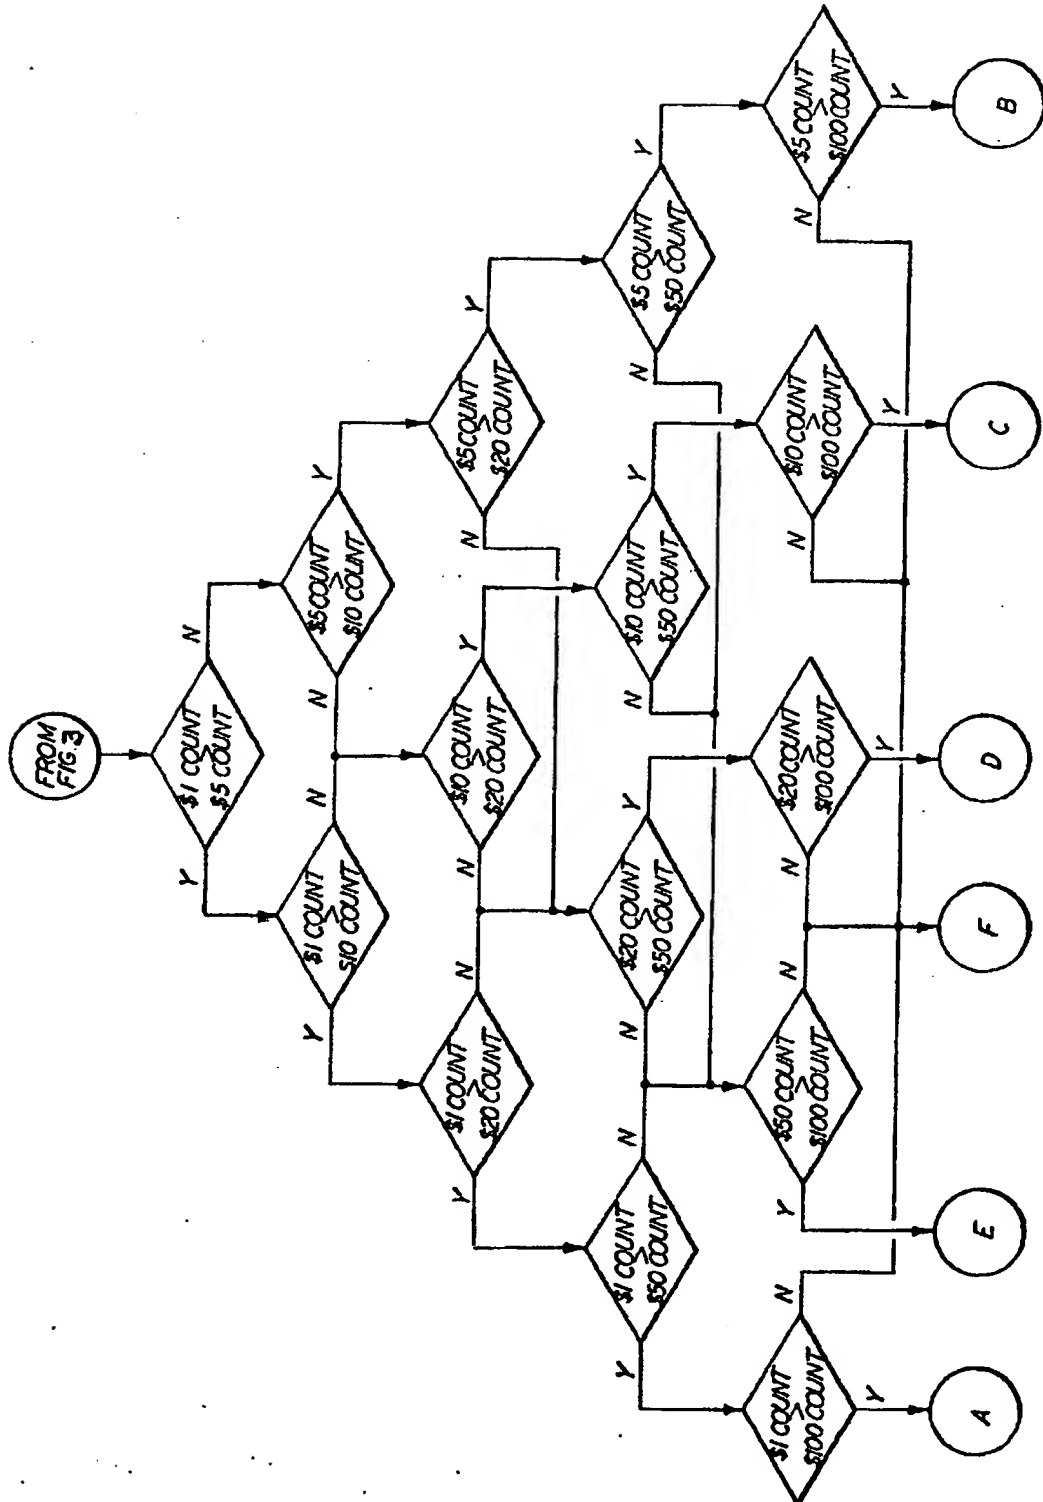 FROM
FIG. 3
$1 COUNT
>
$5 COUNT
Y
N
$1 COUNT
>
$10 COUNT
Y
N
$5 COUNT
>
$10 COUNT
N
Y
$1 COUNT
>
$20 COUNT
Y
N
$10 COUNT
>
$20 COUNT
N
Y
$5 COUNT
>
$20 COUNT
N
Y
$1 COUNT
>
$50 COUNT
Y
N
$20 COUNT
>
$50 COUNT
N
Y
$10 COUNT
>
$50 COUNT
N
Y
$5 COUNT
>
$50 COUNT
N
Y
$1 COUNT
>
$100 COUNT
Y
N
$50 COUNT
>
$100 COUNT
Y
N
$20 COUNT
>
$100 COUNT
N
Y
$10 COUNT
>
$100 COUNT
N
Y
$5 COUNT
>
$100 COUNT
N
Y
A
E
F
D
C
B